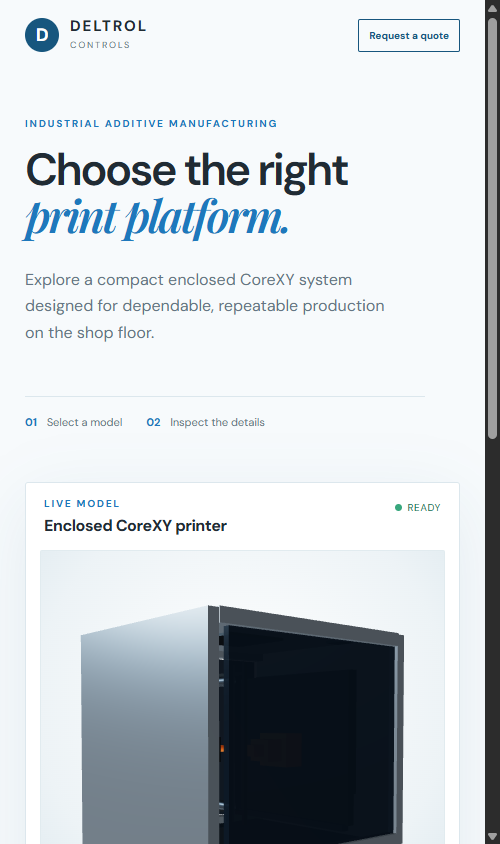 D
DELTROL
CONTROLS
Request a quote
INDUSTRIAL ADDITIVE MANUFACTURING
Choose the right
print platform.
Explore a compact enclosed CoreXY system
designed for dependable, repeatable production
on the shop floor.
01 Select a model 02 Inspect the details
LIVE MODEL
READY
Enclosed CoreXY printer